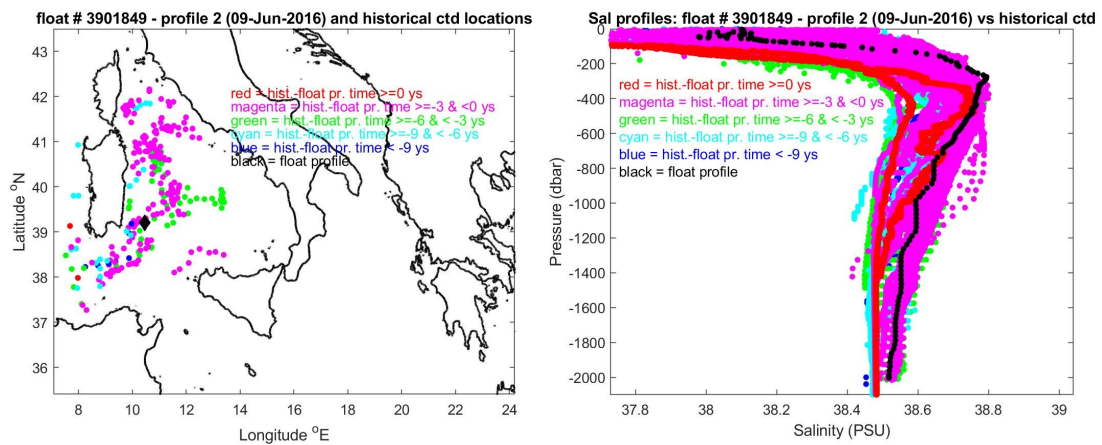 float # 3901849 - profile 2 (09-Jun-2016) and historical ctd locations
43
42
41
40
39
38
37
36
Latitude °N
red = hist.-float pr. time >=0 ys
magenta = hist.-float pr. time >=-3 & <0 ys
green = hist.-float pr. time >=-6 & < -3 ys
cyan = hist.-float pr. time >=-9 & < -6 ys
blue = hist.-float pr. time < -9 ys
black = float profile
8 10 12 14 16 18 20 22 24
Longitude °E
Sal profiles: float # 3901849 - profile 2 (09-Jun-2016) vs historical ctd
0
-200
-400
-600
-800
-1000
-1200
-1400
-1600
-1800
-2000
Pressure (dbar)
red = hist.-float pr. time >=0 ys
magenta = hist.-float pr. time >=-3 & <0 ys
green = hist.-float pr. time >=-6 & < -3 ys
cyan = hist.-float pr. time >=-9 & < -6 ys
blue = hist.-float pr. time < -9 ys
black = float profile
37.8 38 38.2 38.4 38.6 38.8 39
Salinity (PSU)